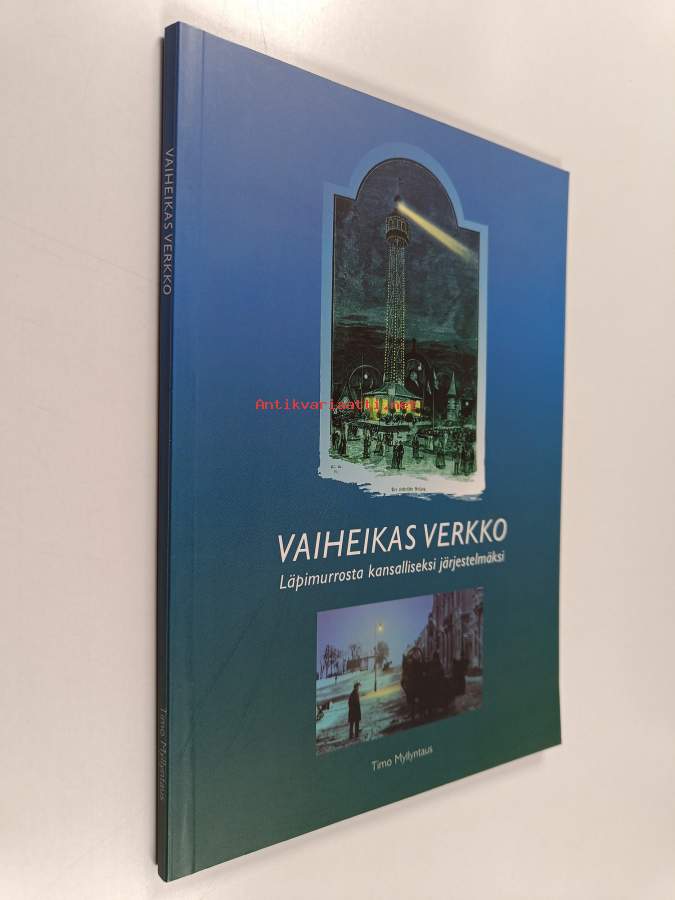 VAIHEIKAS VERKKO
Timo Myllyntaus
Antikvariaatti.net
VAIHEIKAS VERKKO
Läpimurrosta kansalliseksi järjestelmäksi
Timo Myllyntaus